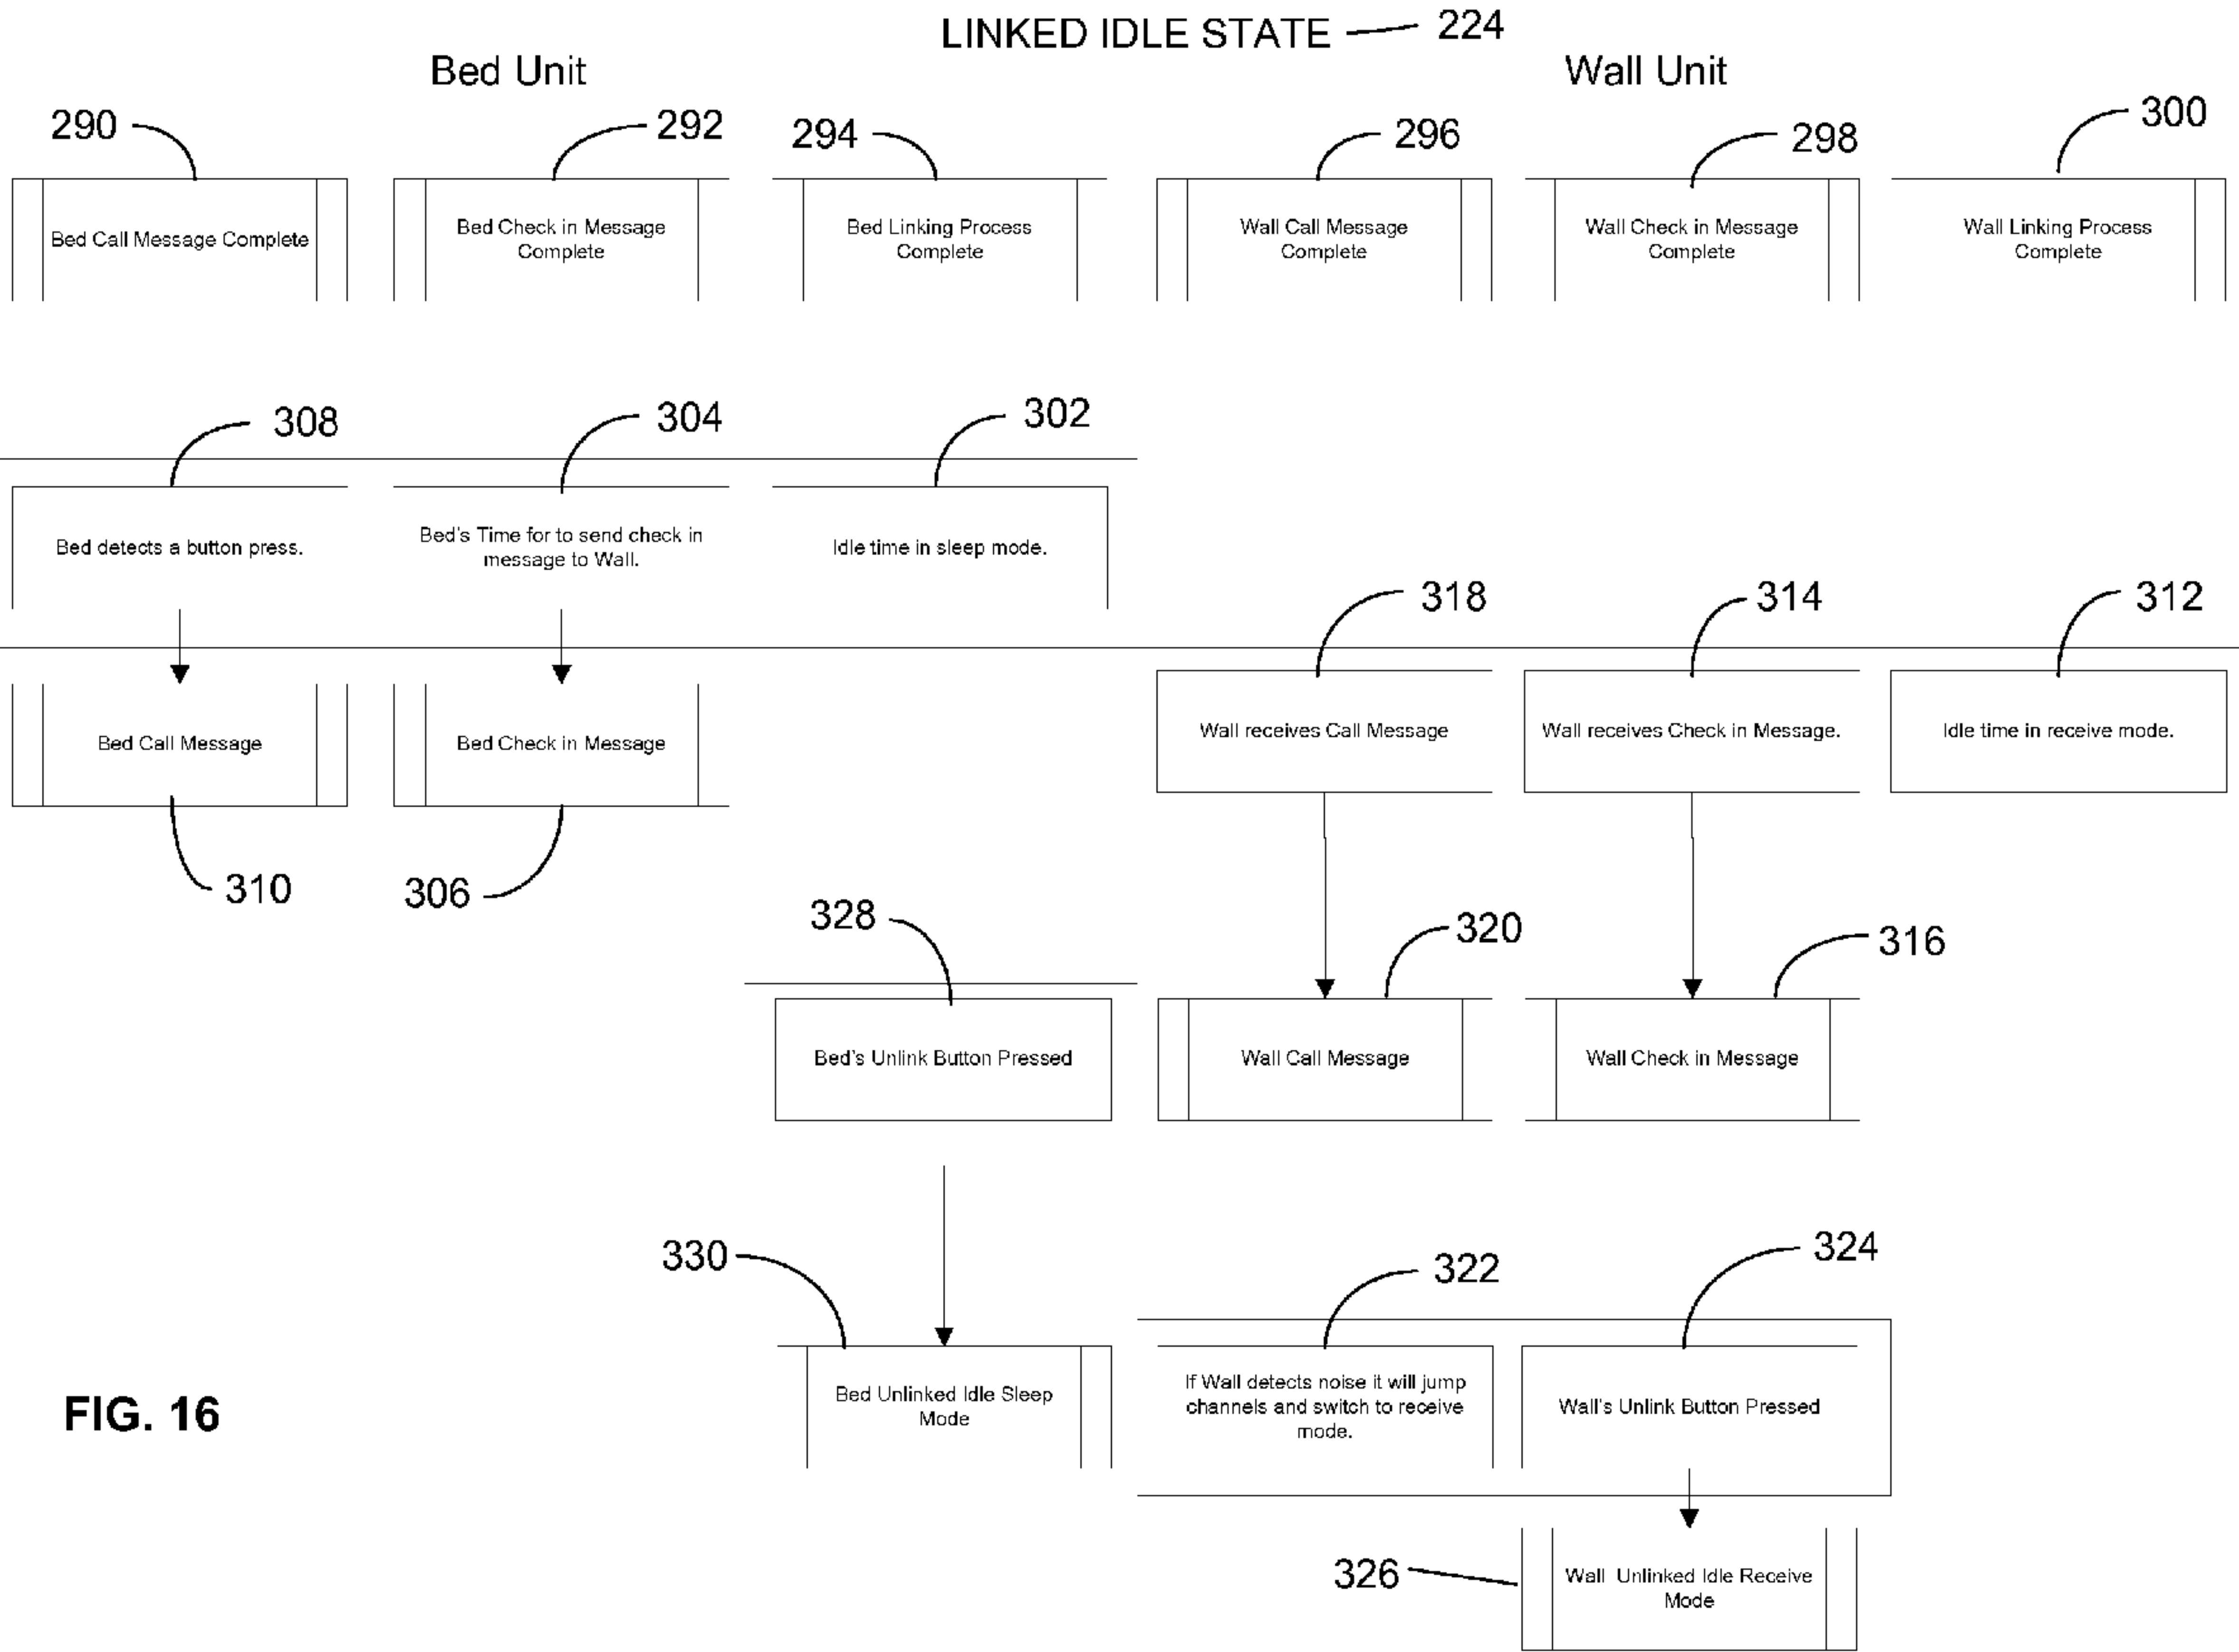 LINKED IDLE STATE 224
Bed Unit
Wall Unit
290
292
294
296
298
300
Bed Call Message Complete
Bed Check in Message
Complete
Bed Linking Process
Complete
Wall Call Message
Complete
Wall Check in Message
Complete
Wall Linking Process
Complete
308
304
302
Bed detects a button press.
Bed's Time for to send check in
message to Wall.
Idle time in sleep mode.
318
314
312
Bed Call Message
Bed Check in Message
Wall receives Call Message
Wall receives Check in Message.
Idle time in receive mode.
310
306
328
320
316
Bed's Unlink Button Pressed
Wall Call Message
Wall Check in Message
330
322
324
Bed Unlinked Idle Sleep
Mode
If Wall detects noise it will jump
channels and switch to receive
mode.
Wall's Unlink Button Pressed
FIG. 16
326
Wall Unlinked Idle Receive
Mode